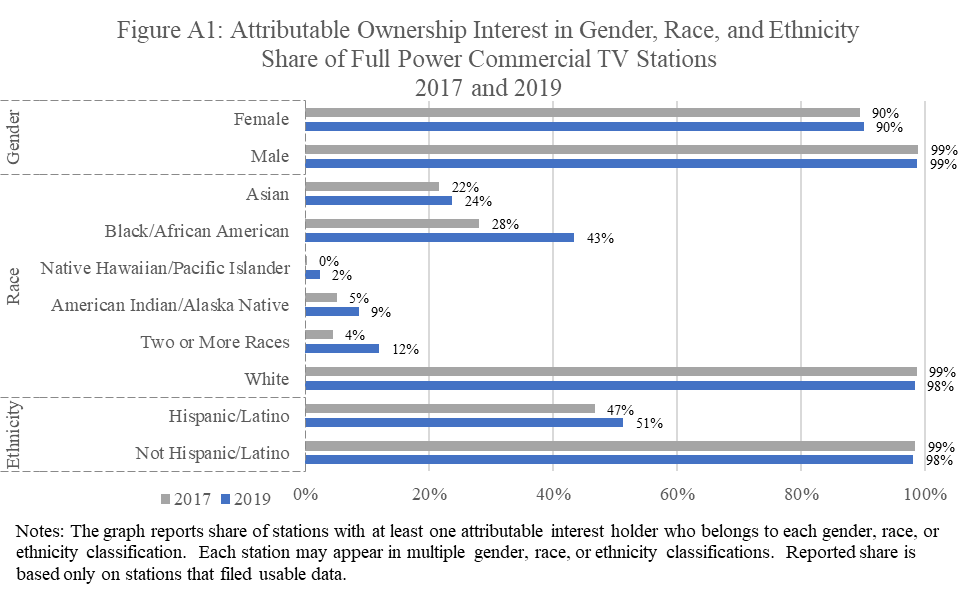 Figure A1: Attributable Ownership Interest in Gender, Race, and Ethnicity
Share of Full Power Commercial TV Stations
2017 and 2019
Gender
Female
90%
90%
Male
99%
99%
Race
Asian
22%
24%
Black/African American
28%
43%
Native Hawaiian/Pacific Islander
0%
2%
American Indian/Alaska Native
5%
9%
Two or More Races
4%
12%
White
99%
98%
Ethnicity
Hispanic/Latino
47%
51%
Not Hispanic/Latino
99%
98%
2017 2019
0% 20% 40% 60% 80% 100%
Notes: The graph reports share of stations with at least one attributable interest holder who belongs to each gender, race, or
ethnicity classification. Each station may appear in multiple gender, race, or ethnicity classifications. Reported share is
based only on stations that filed usable data.